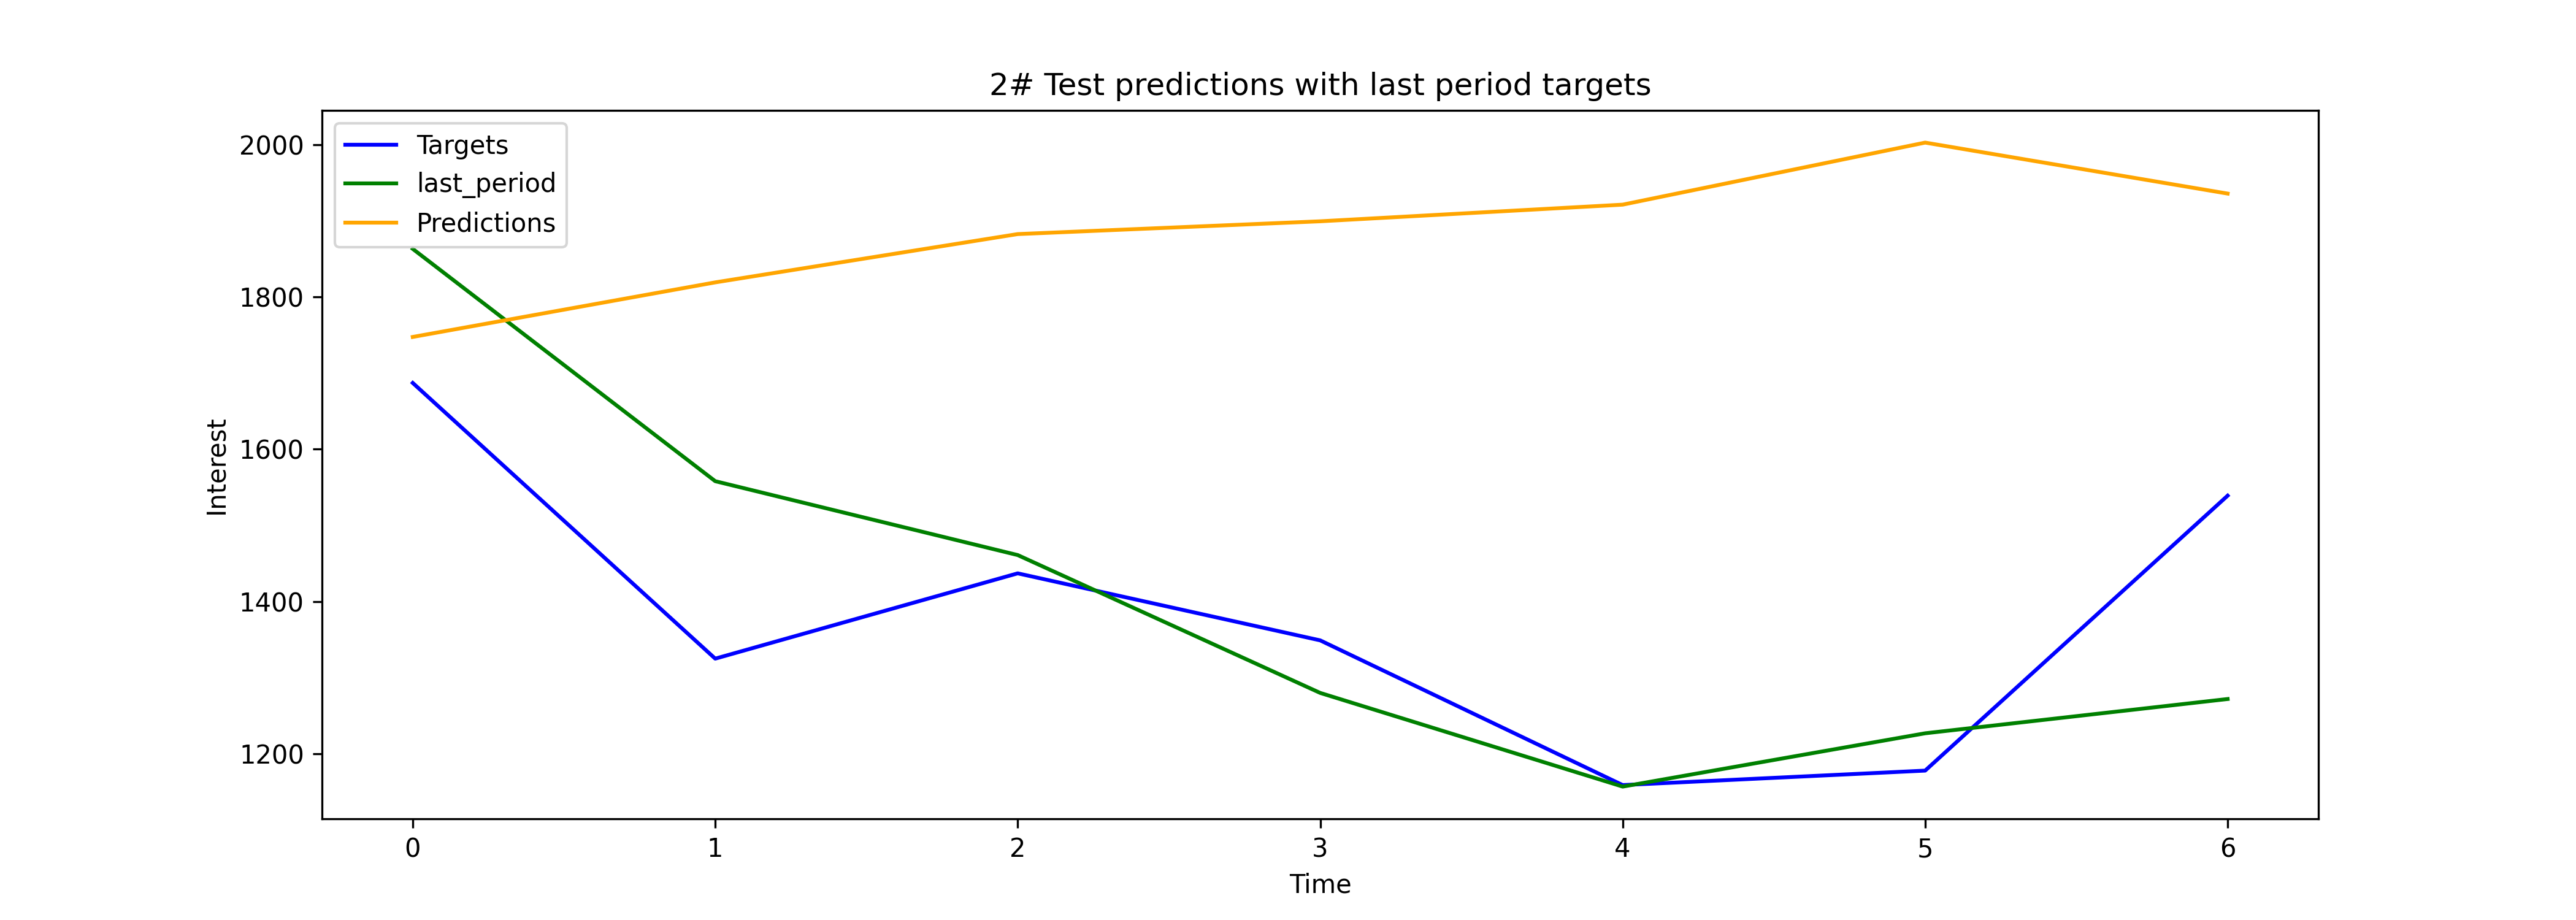 2# Test predictions with last period targets
Targets
last_period
Predictions
2000
1800
1600
1400
1200
Interest
0 1 2 3 4 5 6
Time